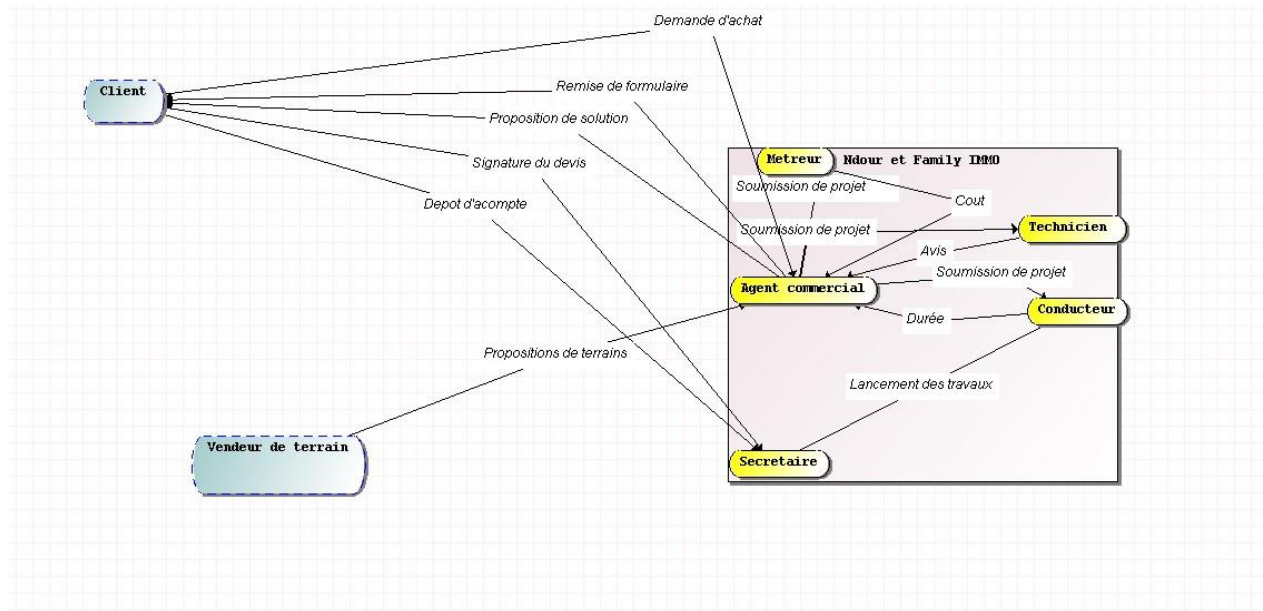 Demande d'achat
Client
Remise de formulaire
Proposition de solution
Signature du devis
Depot d'acompte
Metreur
Ndour et Family IMMO
Soumission de projet
Cout
Soumission de projet
Technicien
Avis
Soumission de projet
Agent commercial
Conducteur
Durée
Propositions de terrains
Lancement des travaux
Vendeur de terrain
Secretaire